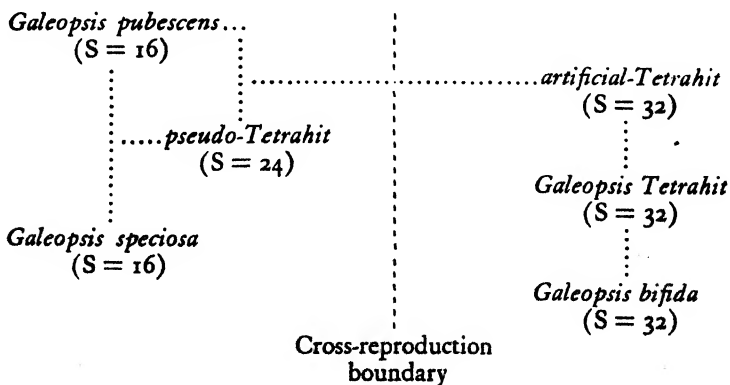 Galeopsis pubescens...
(S = 16)
artificial-Tetrahit
(S = 32)
.....pseudo-Tetrahit
(S = 24)
Galeopsis Tetrahit
(S = 32)
Galeopsis speciosa
(S = 16)
Galeopsis bifida
(S = 32)
Cross-reproduction
boundary